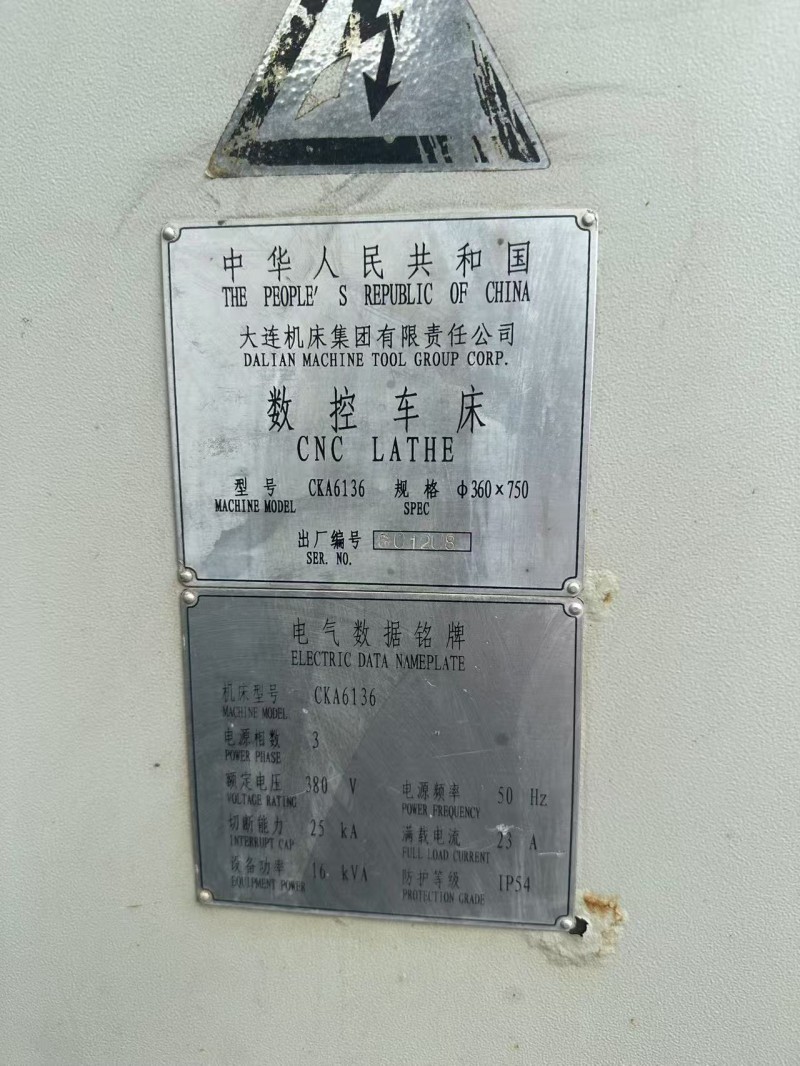 中华人民共和国
THE PEOPLE' S REPUBLIC OF CHINA
大连机床集团有限责任公司
DALIAN MACHINE TOOL GROUP CORP.
数控车床
CNC LATHE
型号 CKA6136 规格 φ360×750
MACHINE MODEL SPEC
出厂编号
SER. NO.
电气数据铭牌
ELECTRIC DATA NAMEPLATE
机床型号 CKA6136
MACHINE MODEL
电源相数 3
POWER PHASE
额定电压 380 V 电源频率 50 Hz
VOLTAGE RATING POWER FREQUENCY
切断能力 25 kA 满载电流 23 A
INTERRUPT CAP FULL LOAD CURRENT
设备功率 16 kVA 防护等级 IP54
EQUIPMENT POWER PROTECTION GRADE